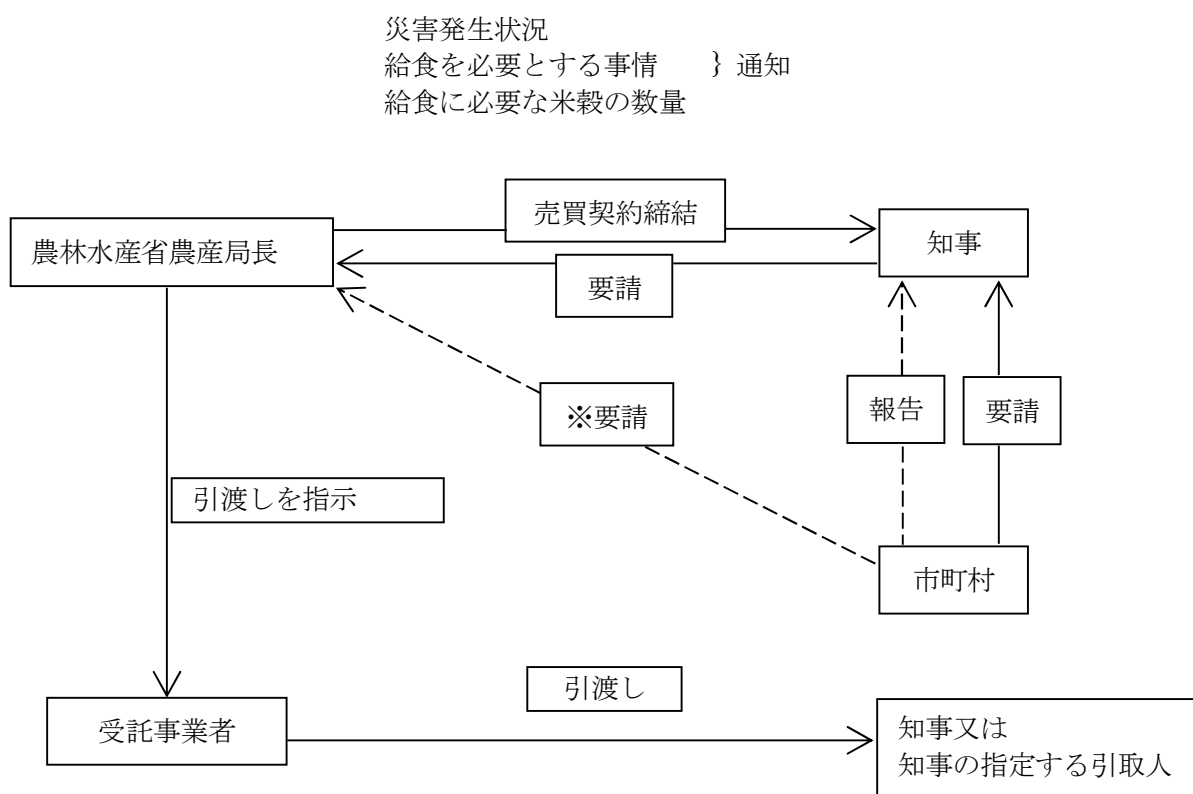 災害発生状況
給食を必要とする事情 } 通知
給食に必要な米穀の数量
売買契約締結
農林水産省農産局長
知事
要請
※要請
報告
要請
引渡しを指示
市町村
引渡し
受託事業者
知事又は
知事の指定する引取人